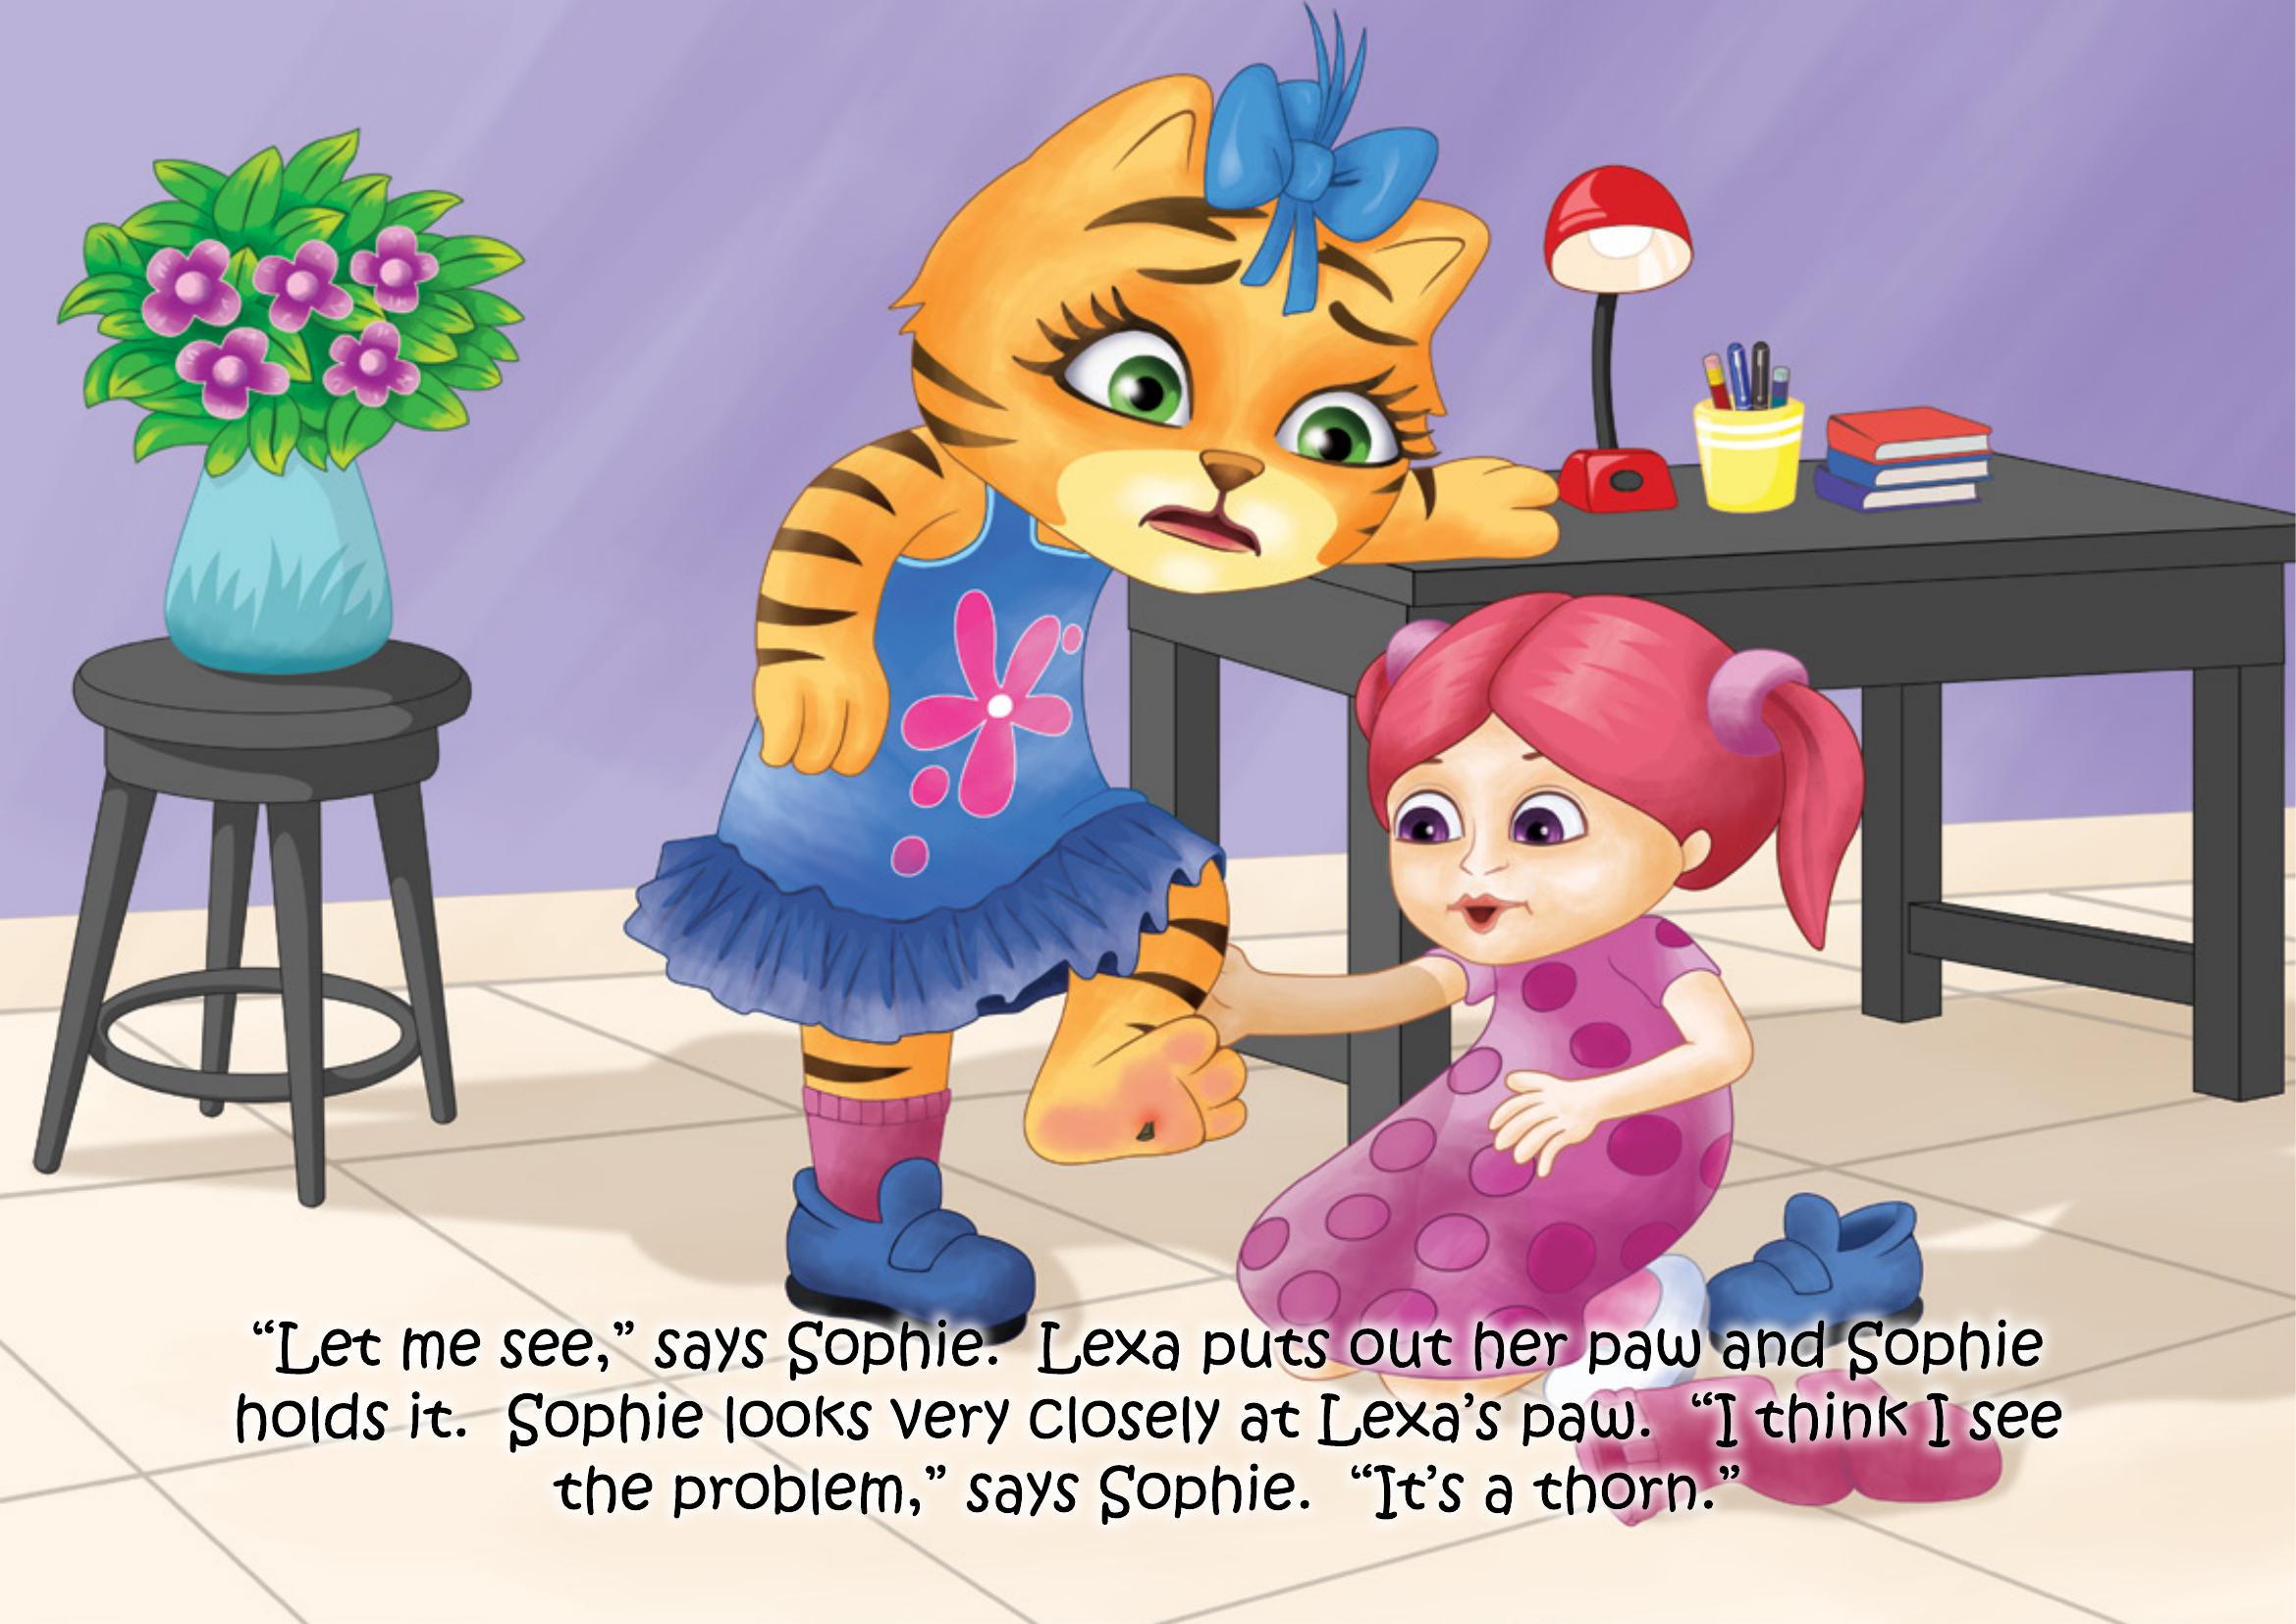 “Let me see,” says Sophie.  Lexa puts out her paw and Sophie
holds it.  Sophie looks very closely at Lexa’s paw.  “I think I see
the problem,” says Sophie.  “It’s a thorn.”